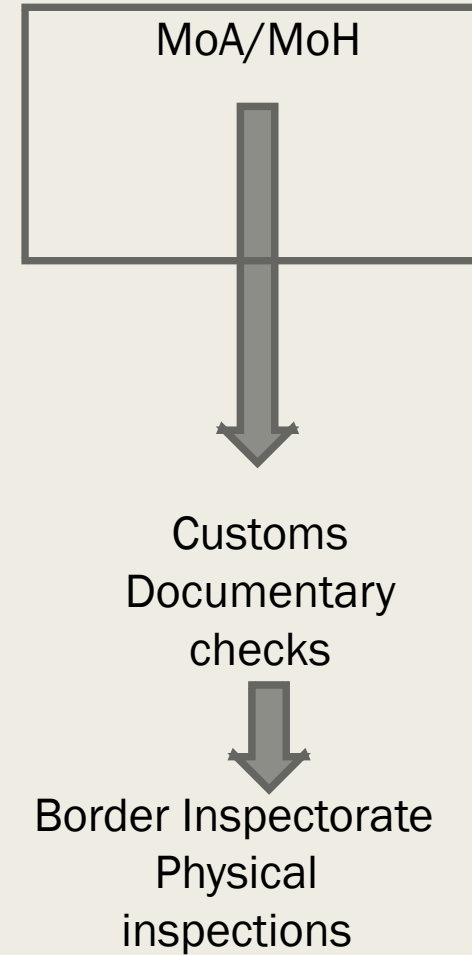 MoA/MoH
Customs
Documentary
checks
Border Inspectorate
Physical
inspections